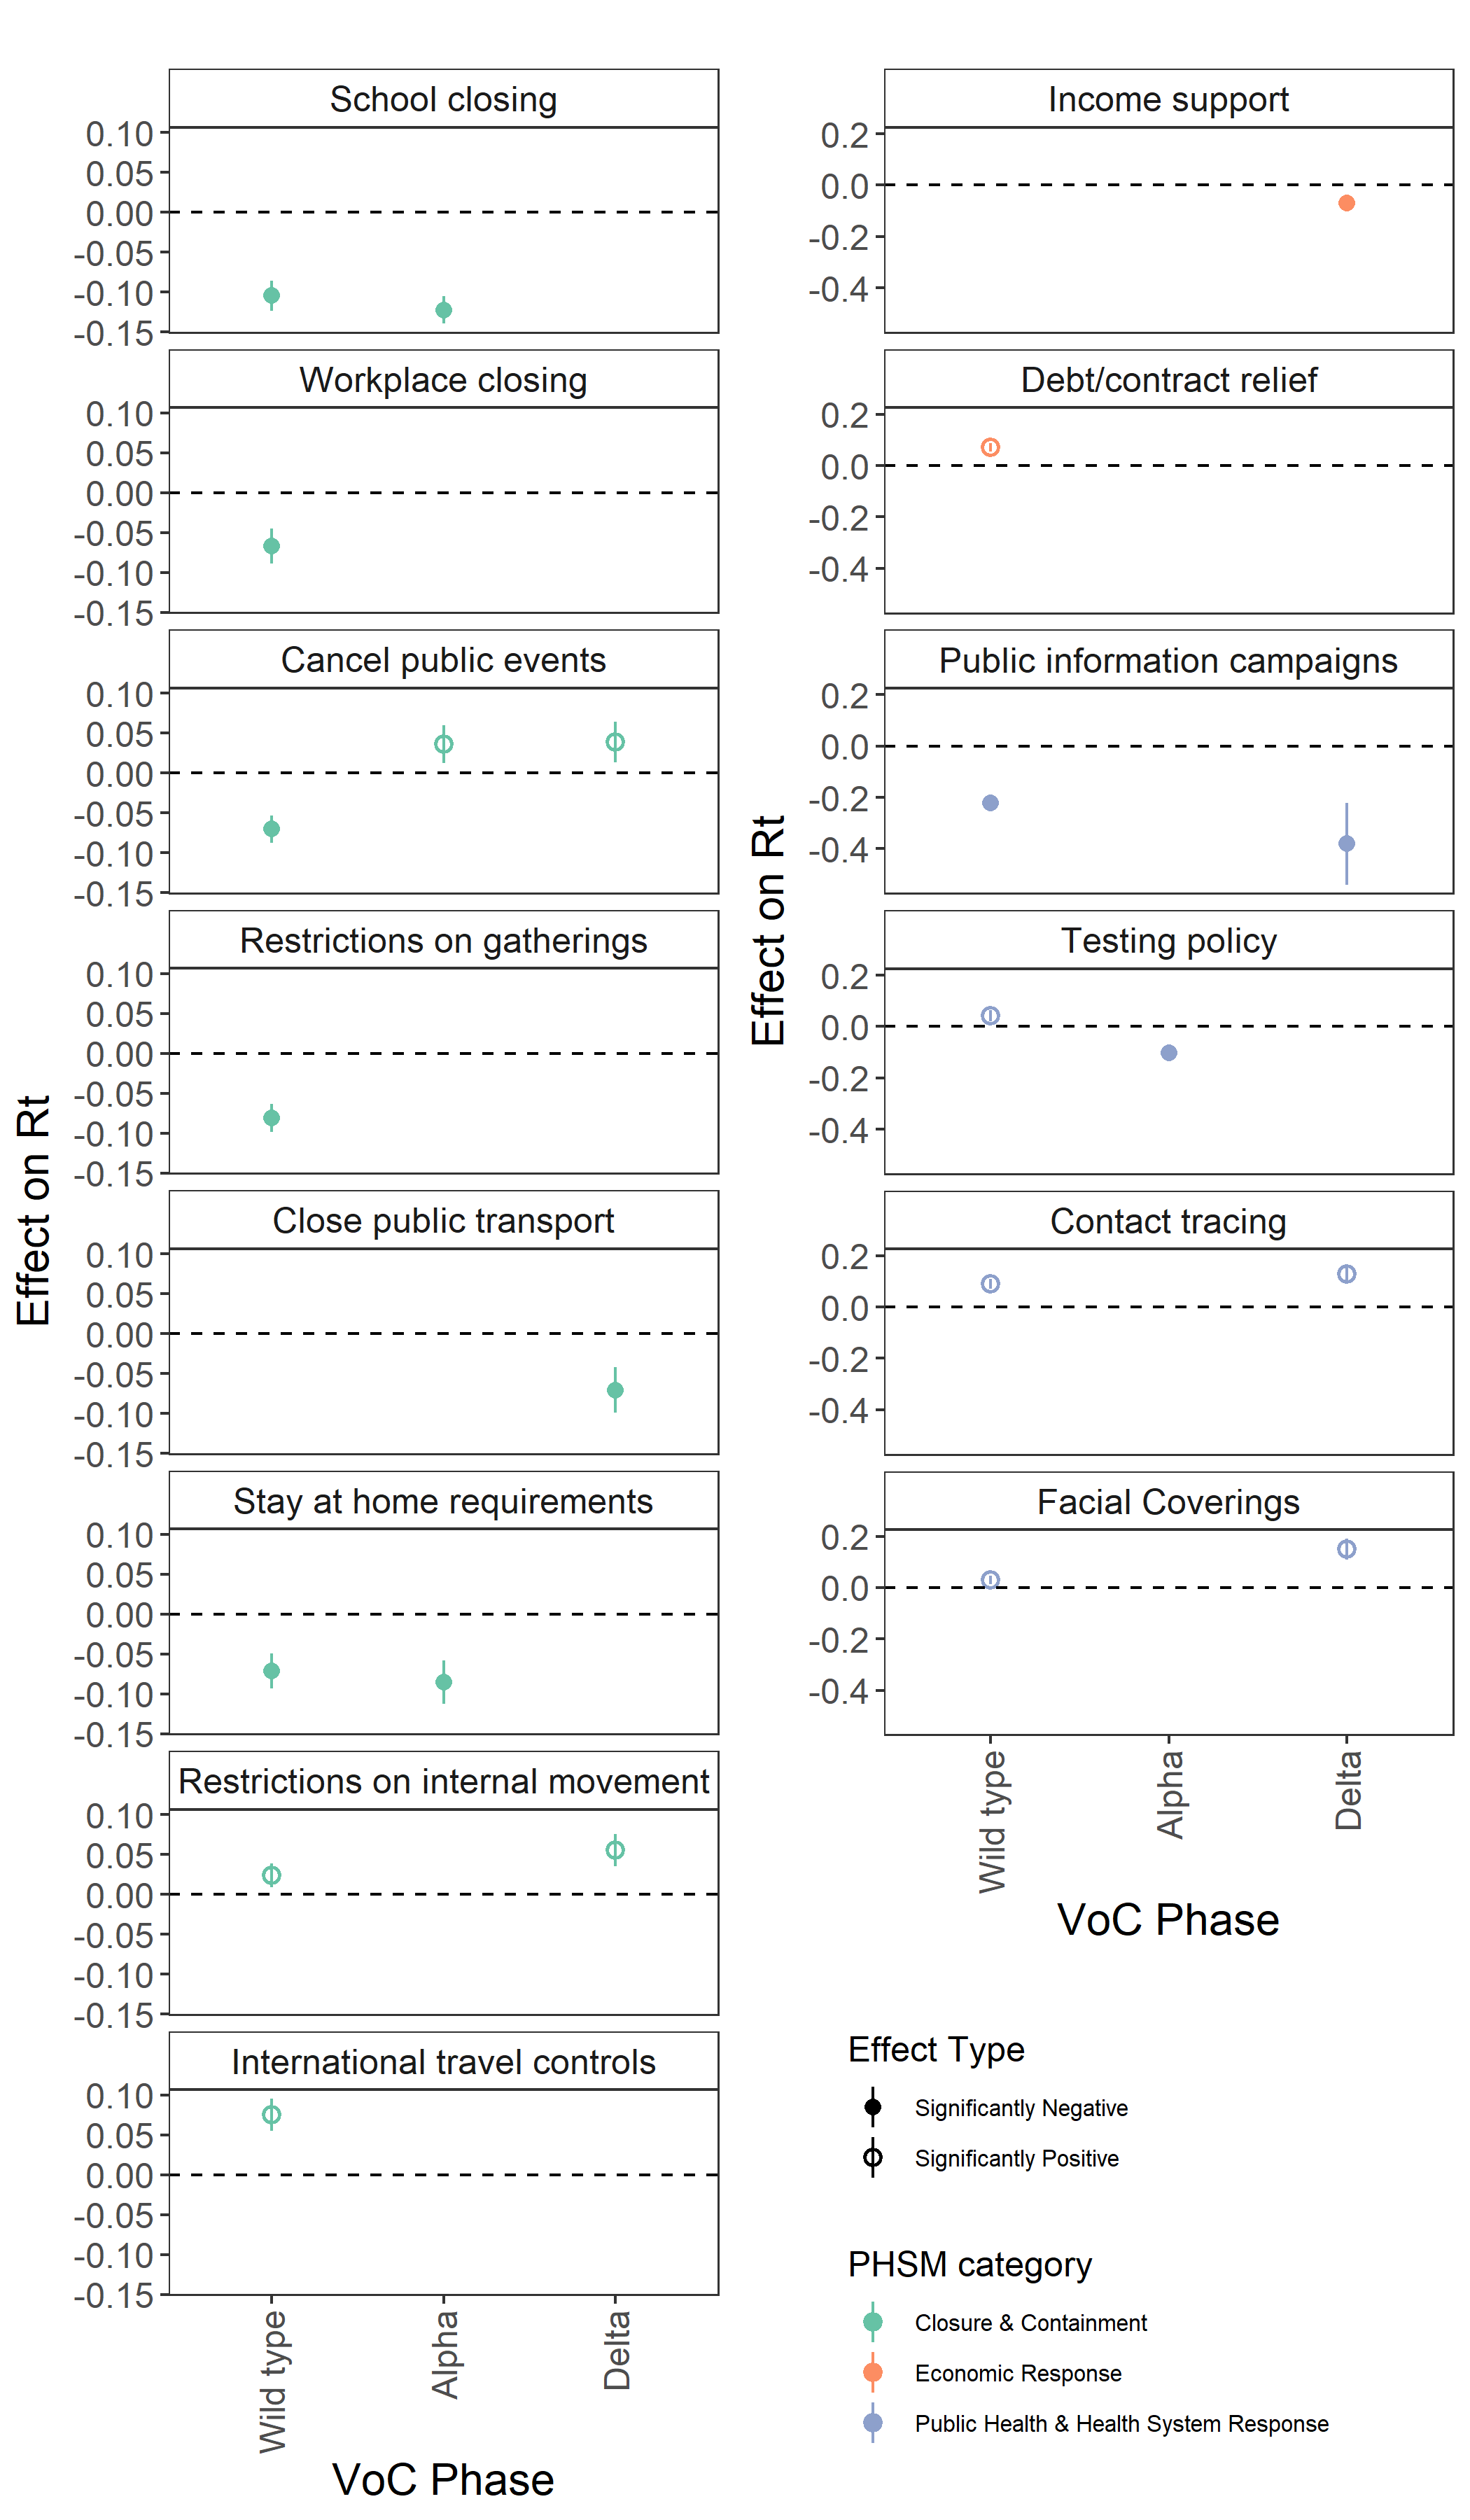 School closing
0.10
0.05
0.00
-0.05
-0.10
-0.15
Workplace closing
0.10
0.05
0.00
-0.05
-0.10
-0.15
Cancel public events
0.10
0.05
0.00
-0.05
-0.10
-0.15
Restrictions on gatherings
0.10
0.05
0.00
-0.05
-0.10
-0.15
Close public transport
0.10
0.05
0.00
-0.05
-0.10
-0.15
Stay at home requirements
0.10
0.05
0.00
-0.05
-0.10
-0.15
Restrictions on internal movement
0.10
0.05
0.00
-0.05
-0.10
-0.15
International travel controls
0.10
0.05
0.00
-0.05
-0.10
-0.15
Effect on Rt
Wild type
Alpha
Delta
VoC Phase
Income support
0.2
0.0
-0.2
-0.4
Debt/contract relief
0.2
0.0
-0.2
-0.4
Public information campaigns
0.2
0.0
-0.2
-0.4
Testing policy
0.2
0.0
-0.2
-0.4
Contact tracing
0.2
0.0
-0.2
-0.4
Facial Coverings
0.2
0.0
-0.2
-0.4
Effect on Rt
Wild type
Alpha
Delta
VoC Phase
Effect Type
Significantly Negative
Significantly Positive
PHSM category
Closure & Containment
Economic Response
Public Health & Health System Response